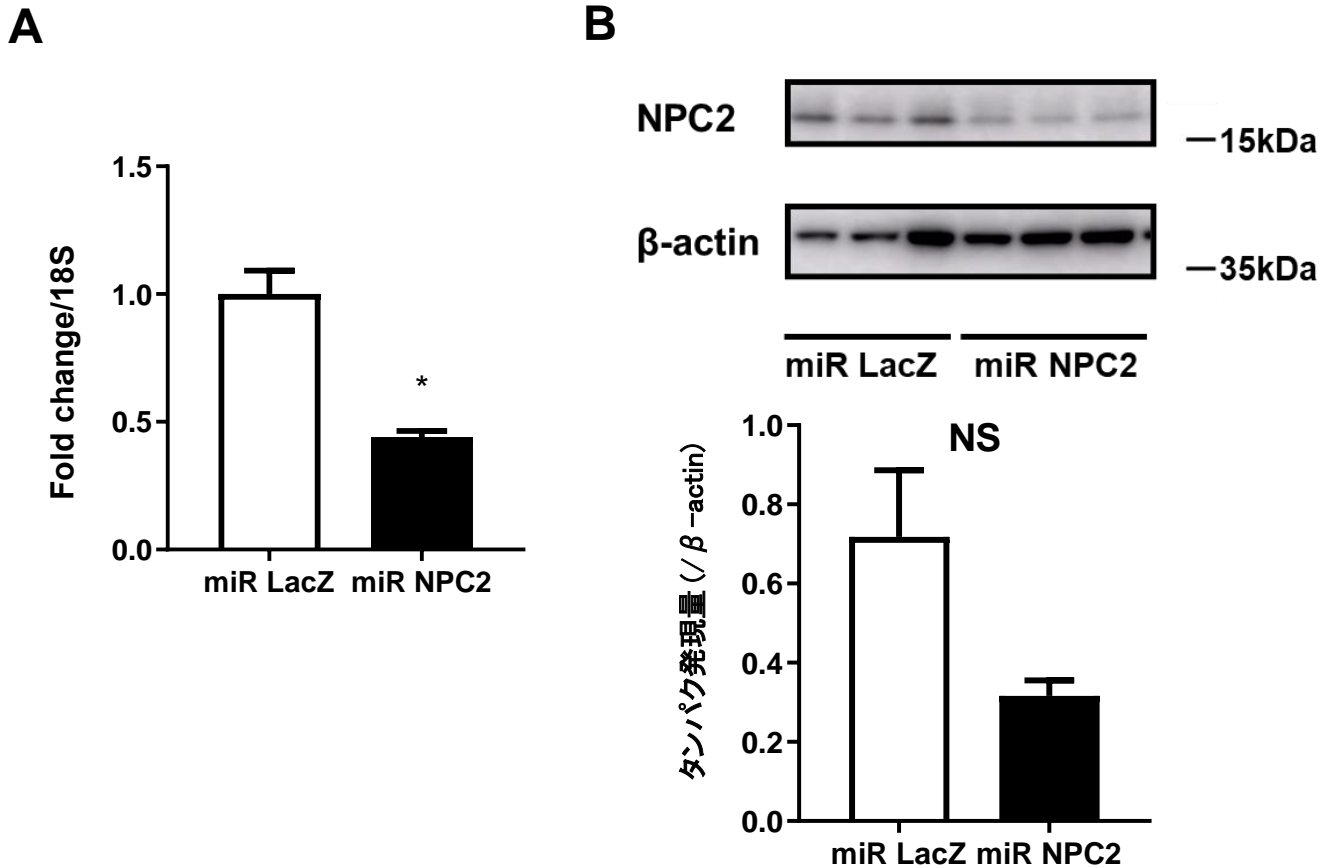 A
1.5
1.0
0.5
0.0
Fold change/18S
*
miR LacZ miR NPC2
B
NPC2
—15kDa
β-actin
—35kDa
miR LacZ miR NPC2
NS
1.0
0.8
0.6
0.4
0.2
0.0
タンパク発現量(/β-actin)
miR LacZ miR NPC2